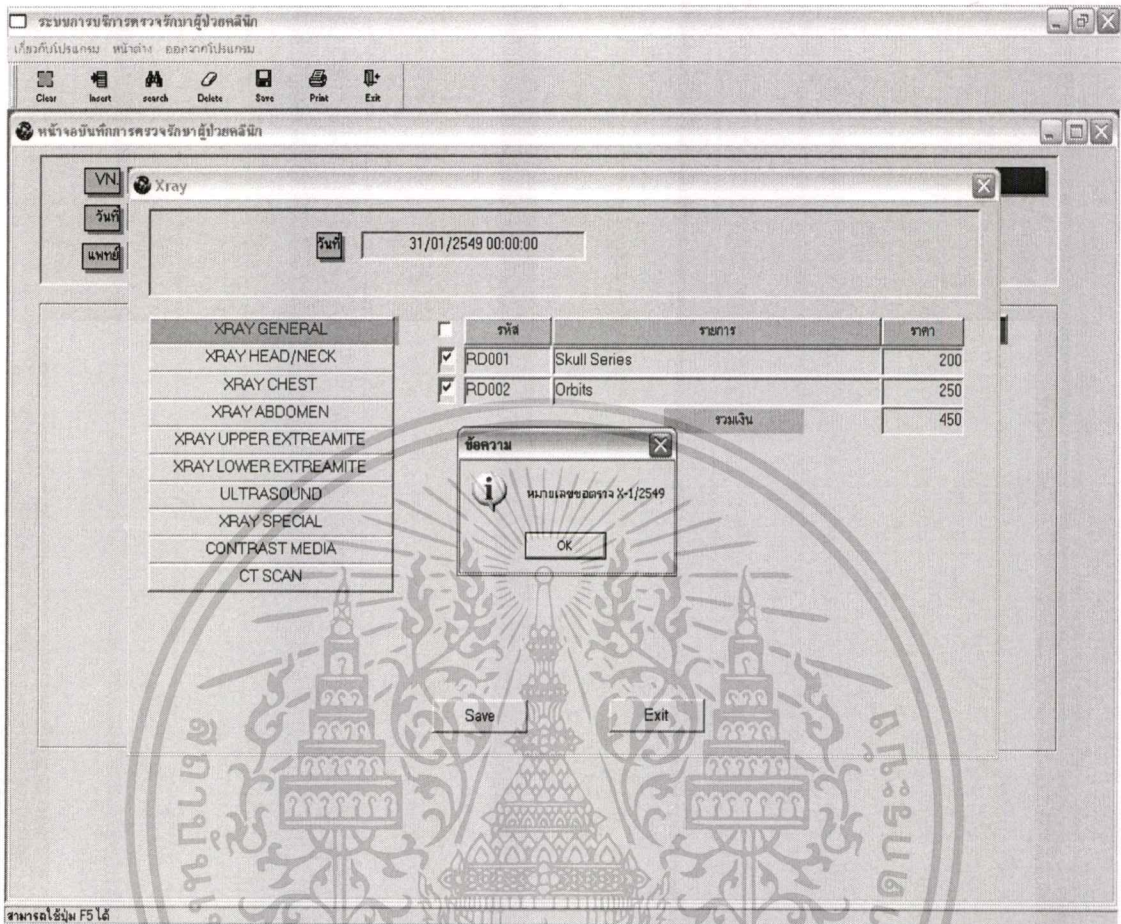 ระบบการบริการตรวจรักษาผู้ป่วยคลีนิก
เกี่ยวกับโปรแกรม หน้าต่าง ออกจากโปรแกรม
Clear Insert search Delete Save Print Exit
หน้าจอบันทึกการตรวจรักษาผู้ป่วยคลีนิก
VN.
วันที่
แพทย์
Xray
วันที่ 31/01/2549 00:00:00
XRAY GENERAL
XRAY HEAD/NECK
XRAY CHEST
XRAY ABDOMEN
XRAY UPPER EXTREAMITE
XRAY LOWER EXTREAMITE
ULTRASOUND
XRAY SPECIAL
CONTRAST MEDIA
CT SCAN
รหัส รายการ ราคา
RD001 Skull Series 200
RD002 Orbits 250
รวมเงิน 450
ข้อความ
หมายเลขขอตรวจ X-1/2549
OK
Save Exit
สามารถใช้ปุ่ม F5 ได้